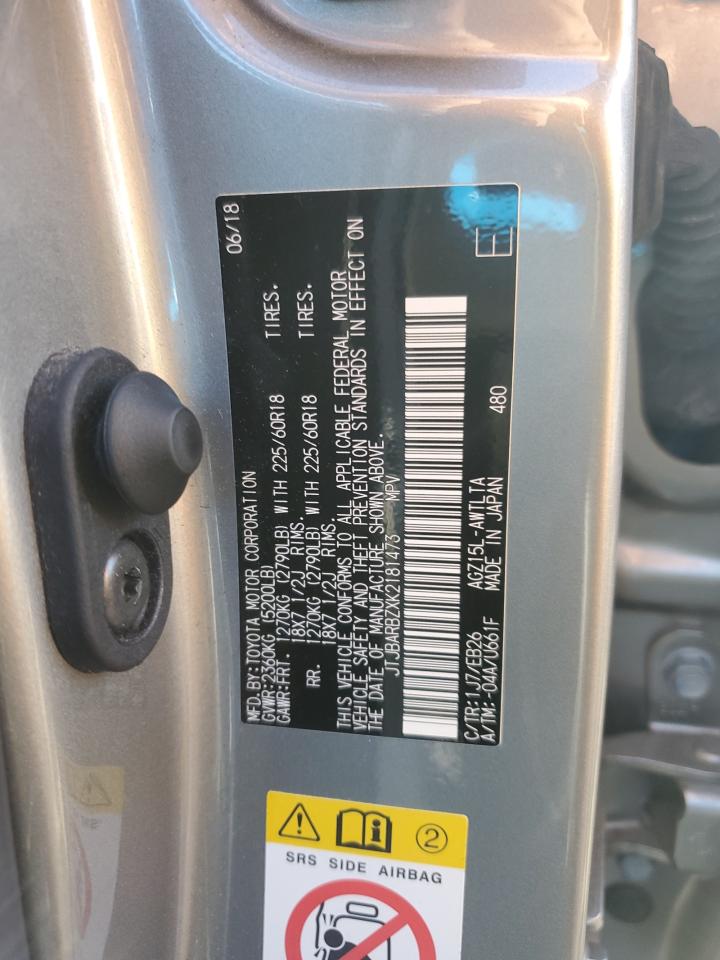 MFD.BY:TOYOTA MOTOR CORPORATION 06/18
GVWR:2360KG (5200LB)
GAWR:FRT. 1270KG (2790LB) WITH 225/60R18 TIRES.
18X7 1/2J RIMS.
RR. 1270KG (2790LB) WITH 225/60R18 TIRES.
18X7 1/2J RIMS.
THIS VEHICLE CONFORMS TO ALL APPLICABLE FEDERAL MOTOR
VEHICLE SAFETY AND THEFT PREVENTION STANDARDS IN EFFECT ON
THE DATE OF MANUFACTURE SHOWN ABOVE.
JTJBARBZXK2181473 MPV
C/TR:1J7/EB26 AGZ15L-AWTLTA 480
A/TM:-04A/U661F MADE IN JAPAN
2
SRS SIDE AIRBAG